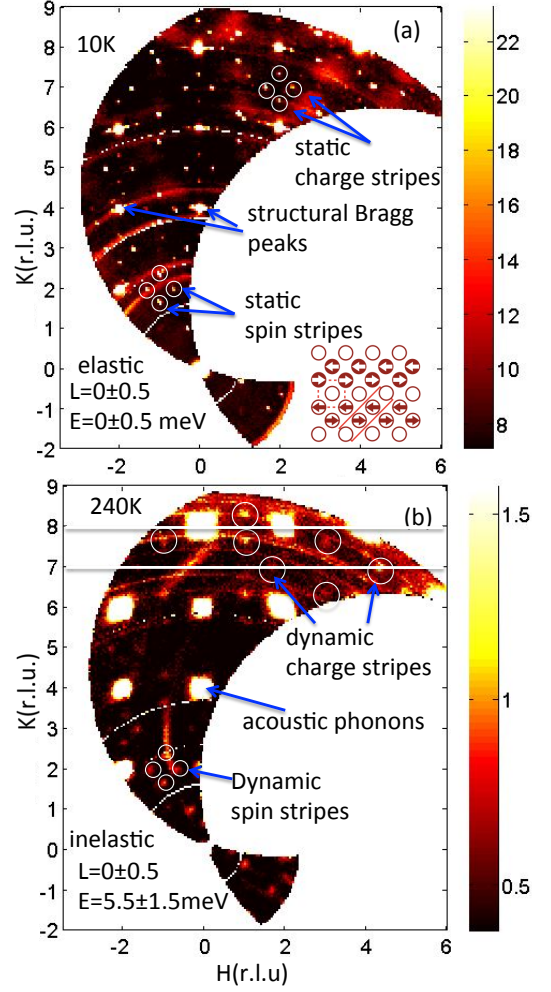 9
8
7
6
5
4
3
2
1
0
-1
-2
K(r.l.u.)
10K
(a)
static
charge stripes
structural Bragg
peaks
static
spin stripes
elastic
L=0±0.5
E=0±0.5 meV
-2 0 2 4 6
22
20
18
16
14
12
10
8
9
8
7
6
5
4
3
2
1
0
-1
-2
K(r.l.u.)
240K
(b)
dynamic
charge stripes
acoustic phonons
Dynamic
spin stripes
inelastic
L=0±0.5
E=5.5±1.5meV
-2 0 2 4 6
H(r.l.u)
1.5
1
0.5